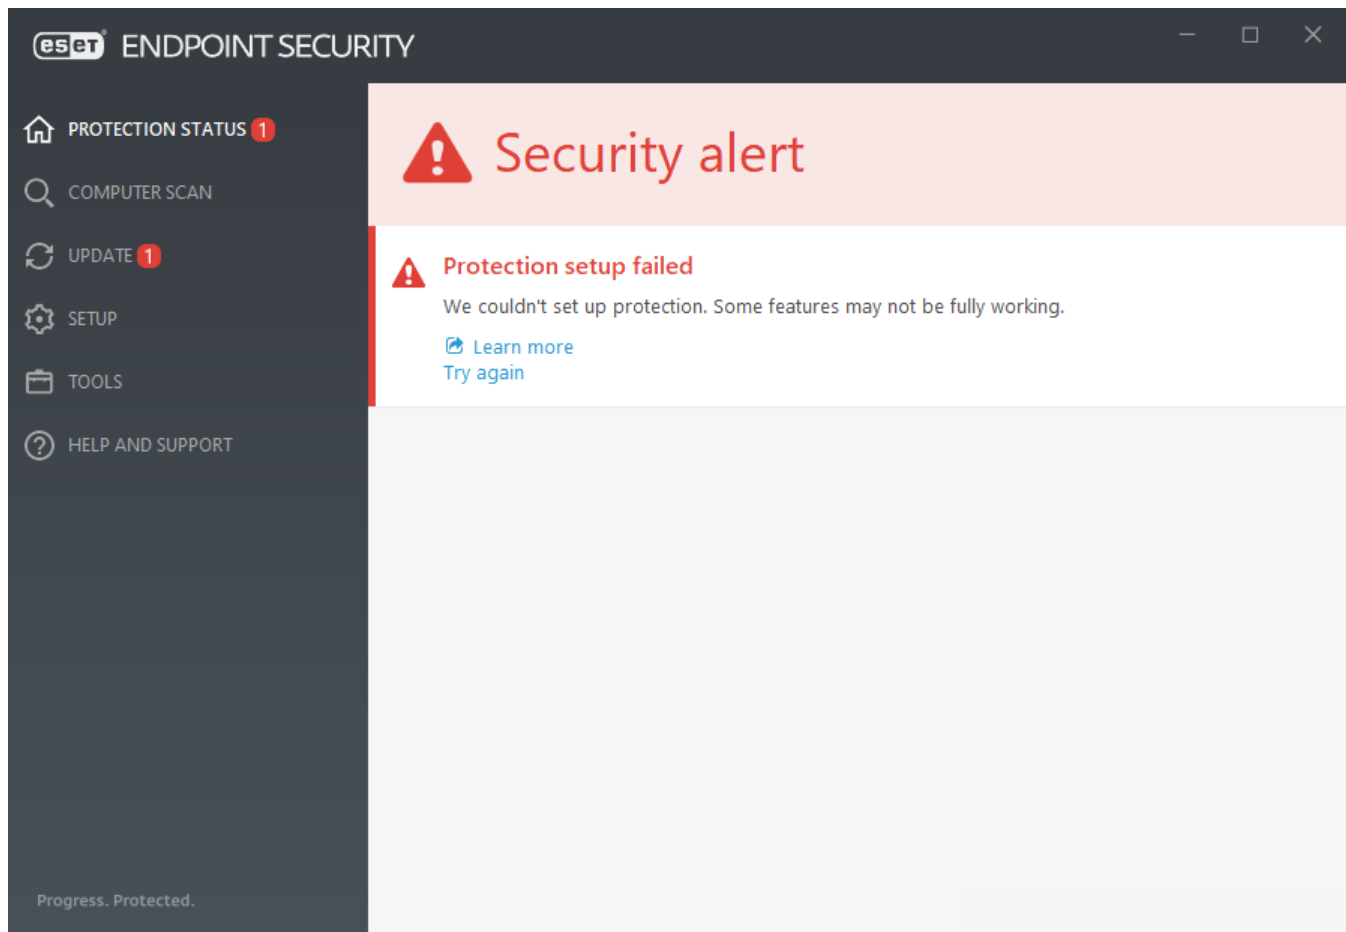 eset ENDPOINT SECURITY
PROTECTION STATUS 1
COMPUTER SCAN
UPDATE 1
SETUP
TOOLS
HELP AND SUPPORT
Progress. Protected.
Security alert
Protection setup failed
We couldn't set up protection. Some features may not be fully working.
Learn more
Try again